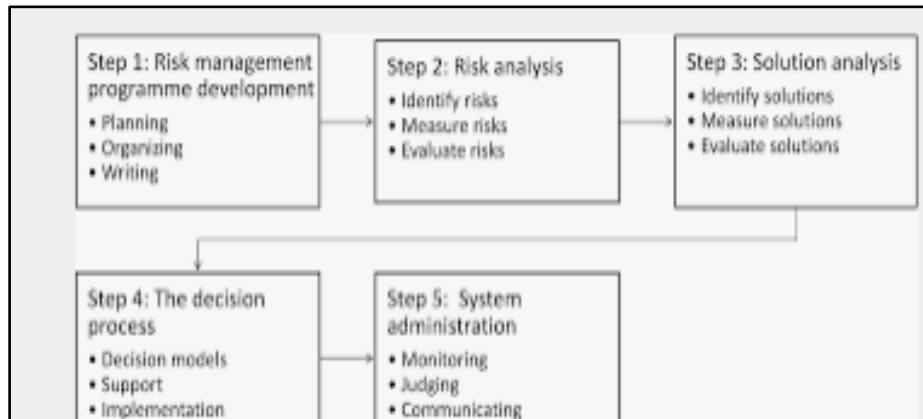 Step 1: Risk management
programme development
• Planning
• Organizing
• Writing
Step 2: Risk analysis
• Identify risks
• Measure risks
• Evaluate risks
Step 3: Solution analysis
• Identify solutions
• Measure solutions
• Evaluate solutions
Step 4: The decision
process
• Decision models
• Support
• Implementation
Step 5: System
administration
• Monitoring
• Judging
• Communicating